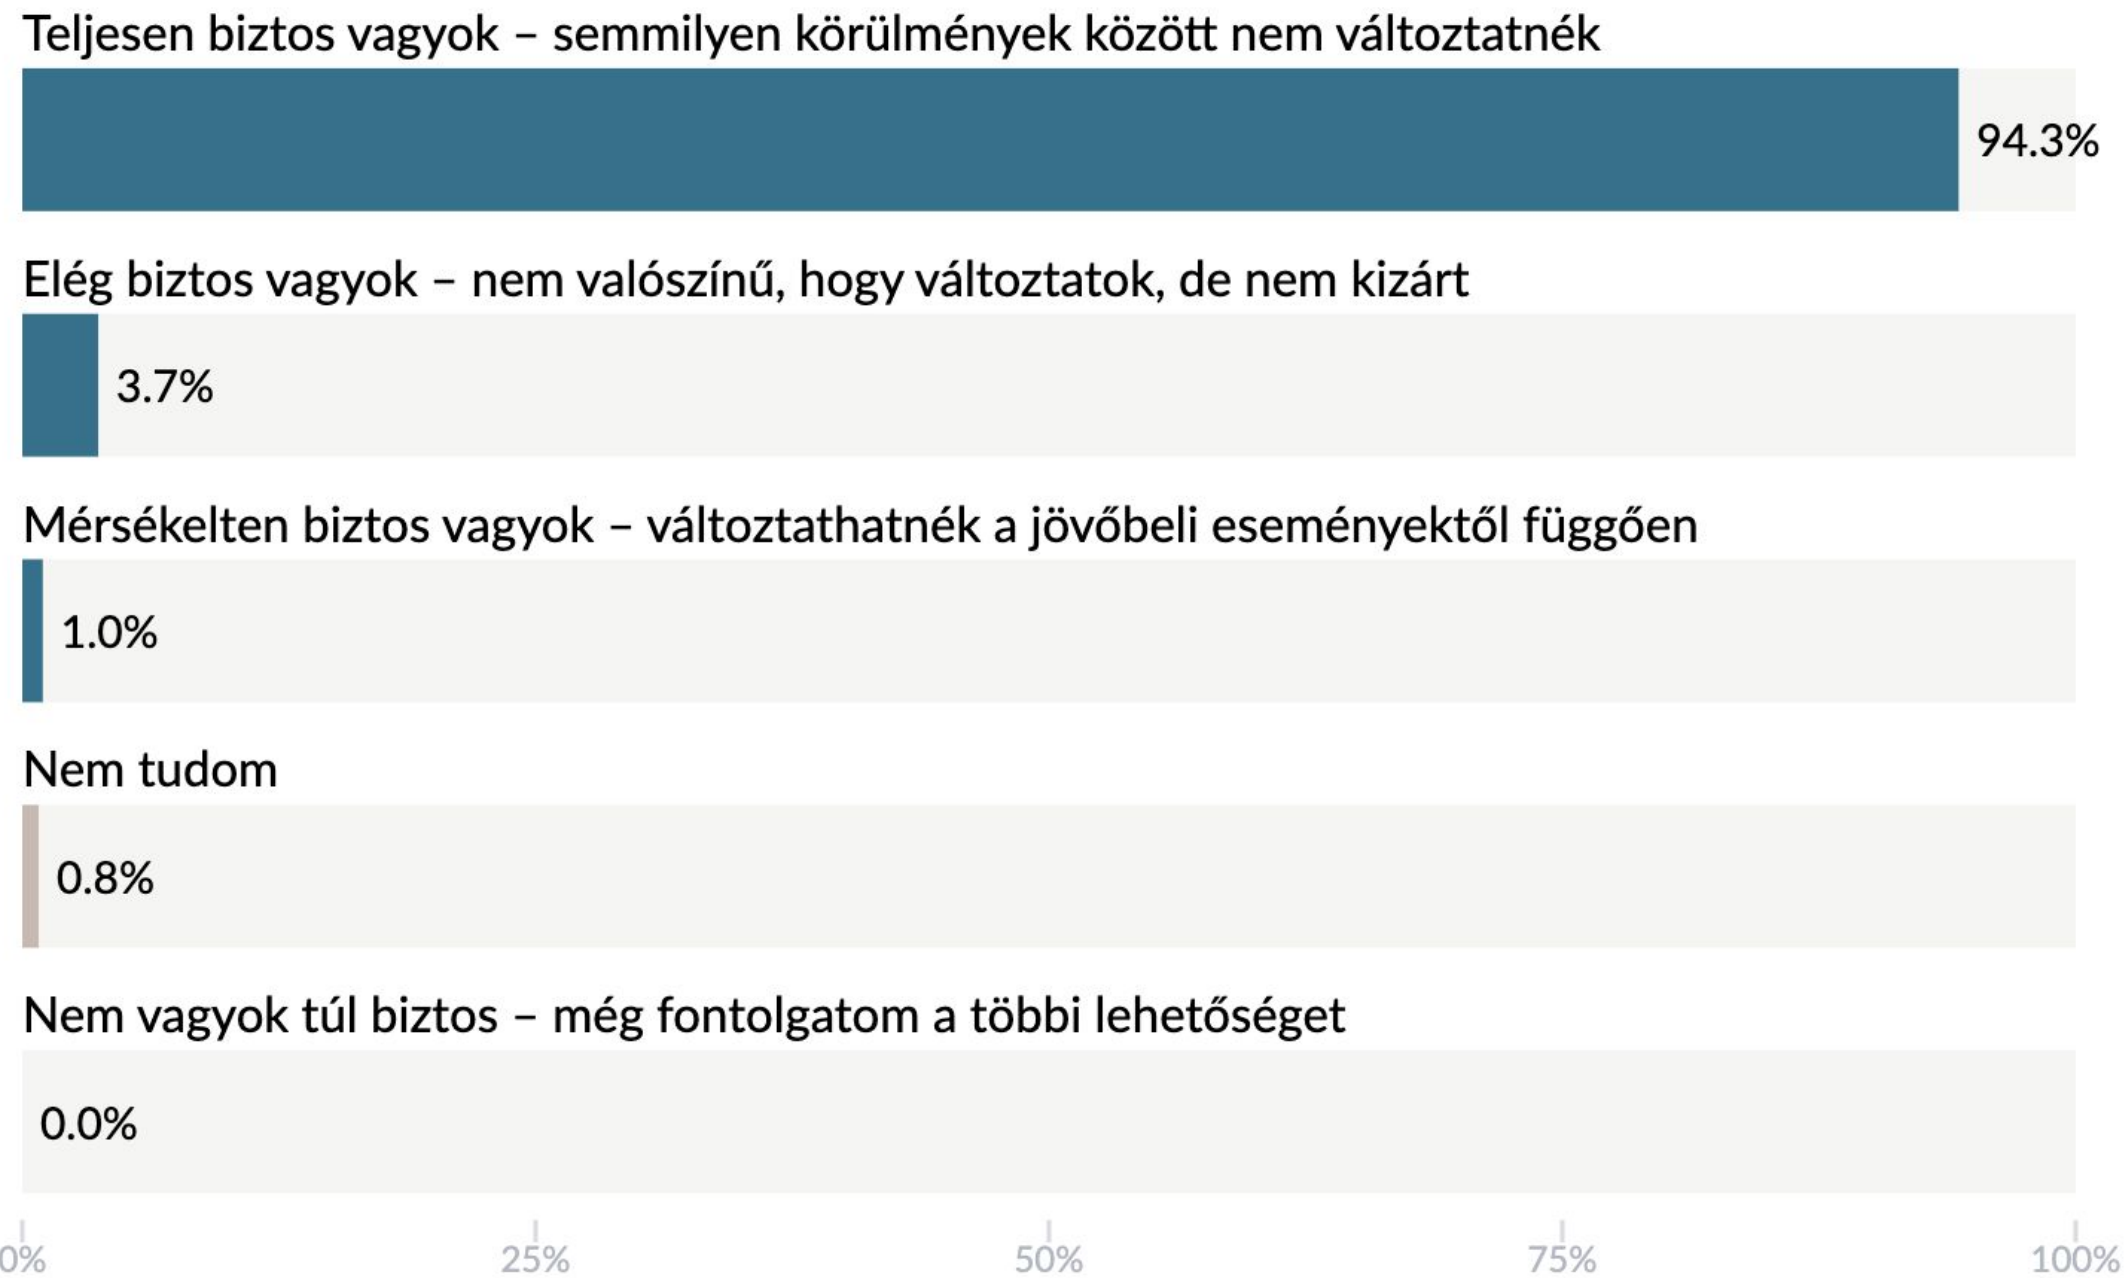 Teljesen biztos vagyok – semmilyen körülmények között nem változtatnék
94.3%
Elég biztos vagyok – nem valószínű, hogy változtatok, de nem kizárt
3.7%
Mérsékelten biztos vagyok – változtathatnék a jövőbeli eseményektől függően
1.0%
Nem tudom
0.8%
Nem vagyok túl biztos – még fontolgatom a többi lehetőséget
0.0%
0% 25% 50% 75% 100%